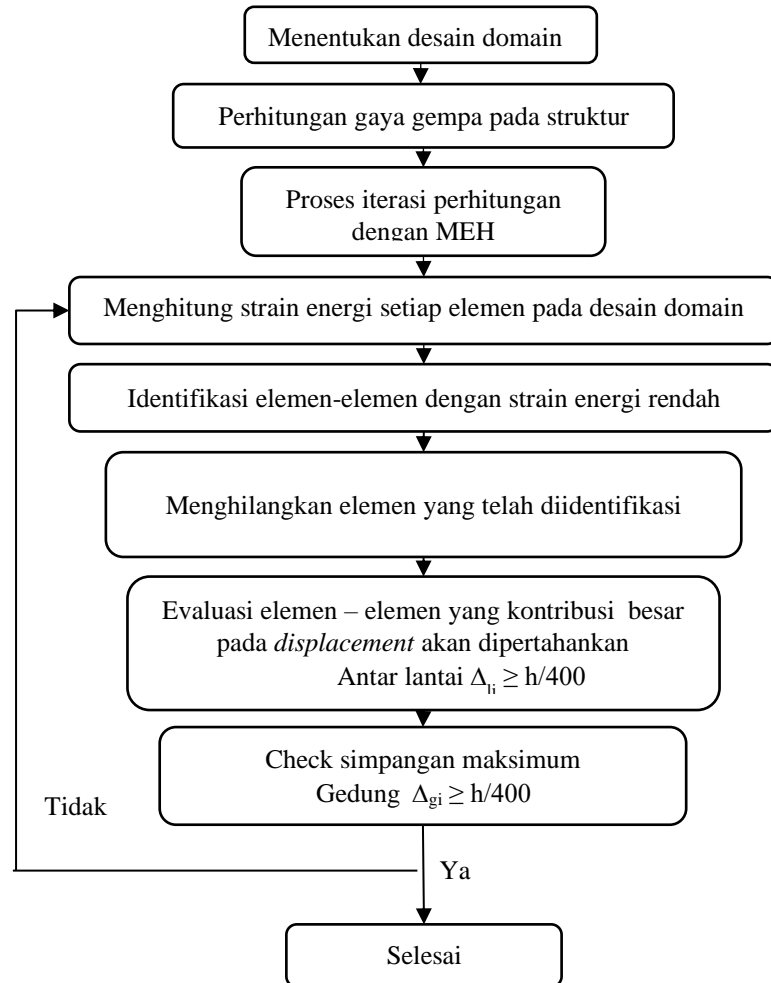 Menentukan desain domain
Perhitungan gaya gempa pada struktur
Proses iterasi perhitungan
dengan MEH
Menghitung strain energi setiap elemen pada desain domain
Identifikasi elemen-elemen dengan strain energi rendah
Menghilangkan elemen yang telah diidentifikasi
Evaluasi elemen – elemen yang kontribusi besar
pada displacement akan dipertahankan
Antar lantai Δli ≥ h/400
Check simpangan maksimum
Gedung Δgi ≥ h/400
Tidak
Ya
Selesai